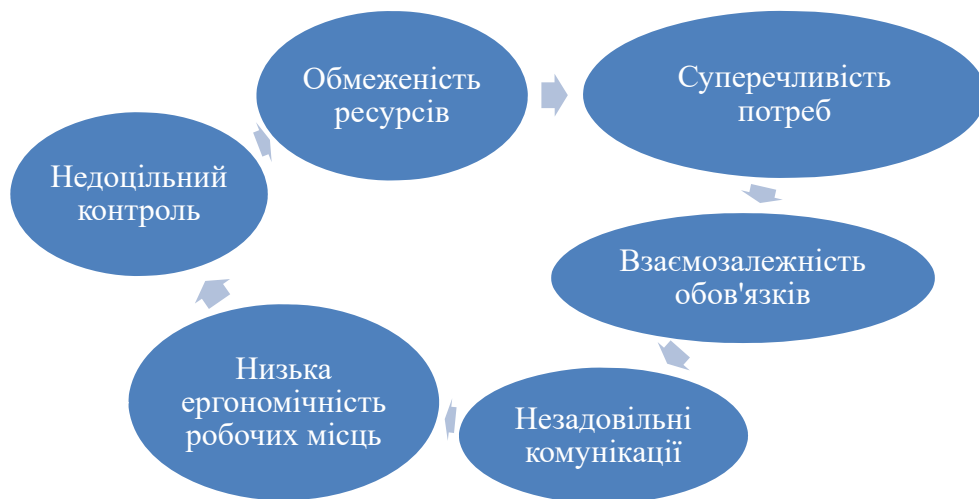 Обмеженість
ресурсів
Суперечливість
потреб
Взаємозалежність
обов'язків
Незадовільні
комунікації
Низька
ергономічність
робочих місць
Недоцільний
контроль